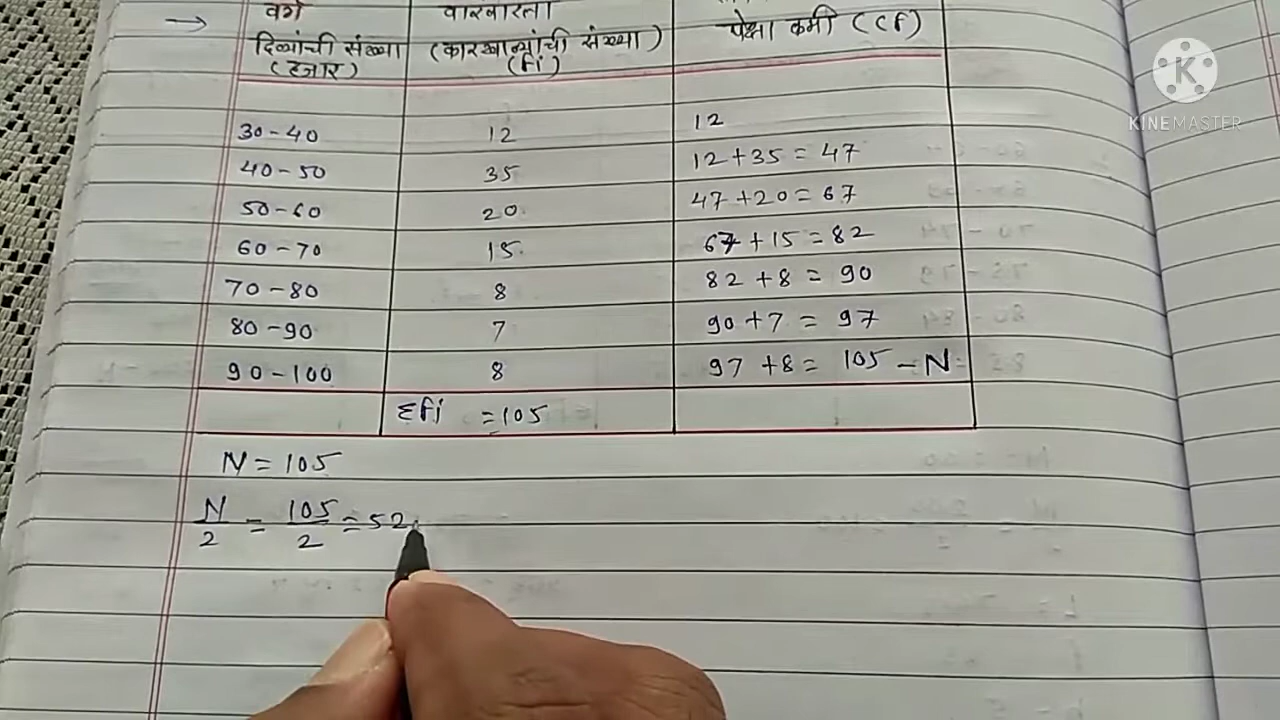 → वर्ग वारंवारता
दिव्यांची संख्या (कारखान्यांची संख्या) पेक्षा कमी (cf)
(हजार) (fi)
30-40 12 12
40-50 35 12+35=47
50-60 20 47+20=67
60-70 15 67+15=82
70-80 8 82+8=90
80-90 7 90+7=97
90-100 8 97+8=105-N
Σfi =105
N=105
N/2 = 105/2 =52.
K
KINEMASTER